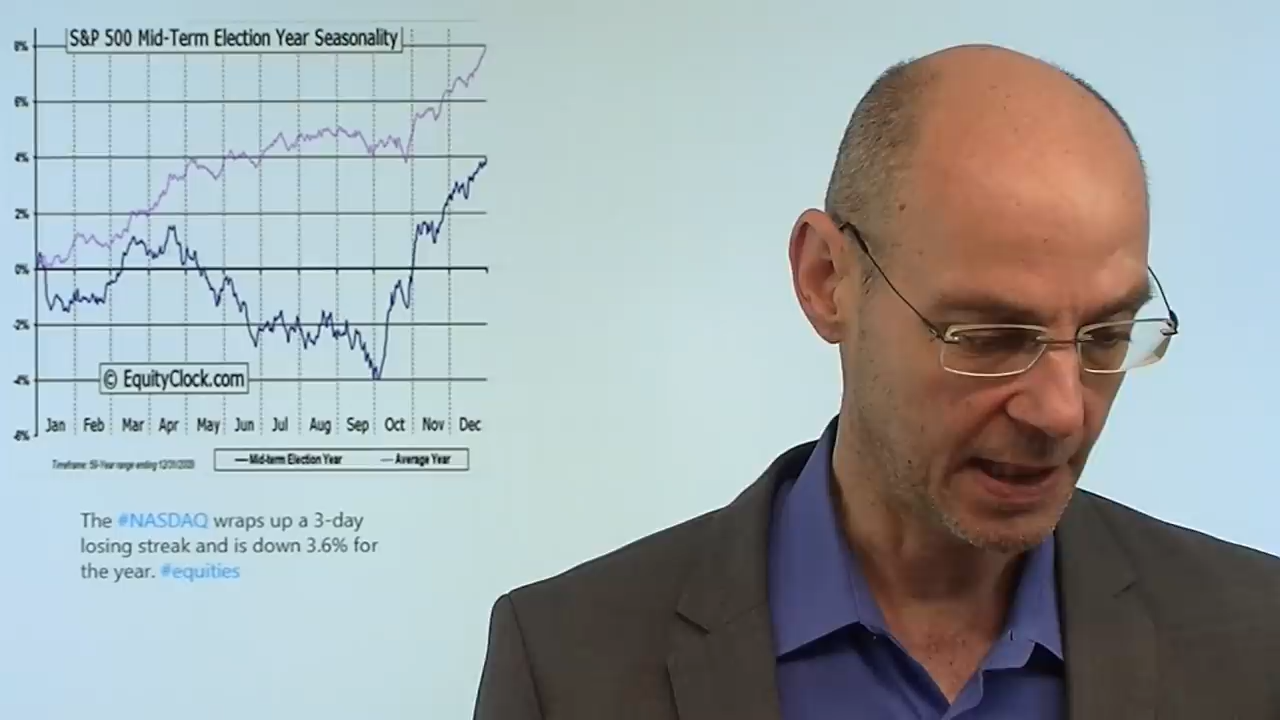 S&P 500 Mid-Term Election Year Seasonality
8%
6%
4%
2%
0%
-2%
-4%
-6%
© EquityClock.com
Jan Feb Mar Apr May Jun Jul Aug Sep Oct Nov Dec
Mid-term Election Year Average Year
The #NASDAQ wraps up a 3-day
losing streak and is down 3.6% for
the year. #equities